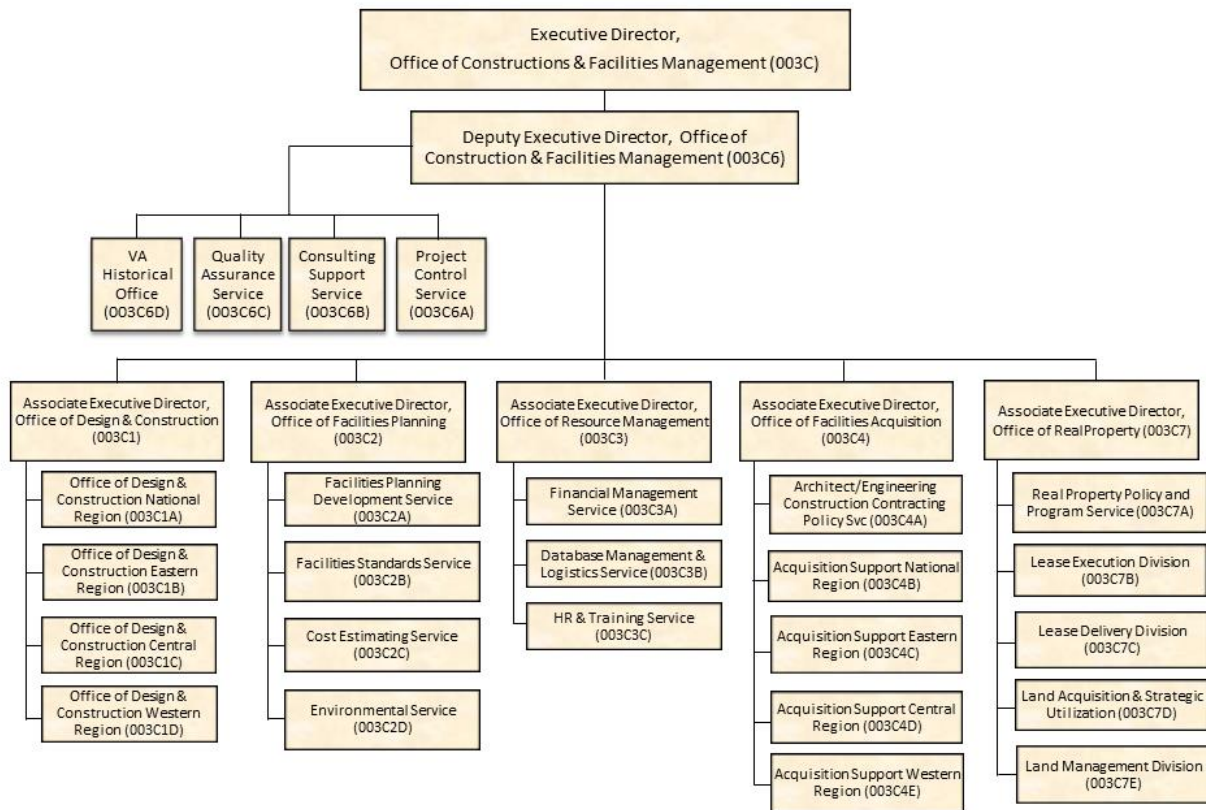 Executive Director,
Office of Constructions & Facilities Management (003C)
Deputy Executive Director, Office of
Construction & Facilities Management (003C6)
VA
Historical
Office
(003C6D)
Quality
Assurance
Service
(003C6C)
Consulting
Support
Service
(003C6B)
Project
Control
Service
(003C6A)
Associate Executive Director,
Office of Design & Construction
(003C1)
Office of Design &
Construction National
Region (003C1A)
Office of Design &
Construction Eastern
Region (003C1B)
Office of Design &
Construction Central
Region (003C1C)
Office of Design &
Construction Western
Region (003C1D)
Associate Executive Director,
Office of Facilities Planning
(003C2)
Facilities Planning
Development Service
(003C2A)
Facilities Standards Service
(003C2B)
Cost Estimating Service
(003C2C)
Environmental Service
(003C2D)
Associate Executive Director,
Office of Resource Management
(003C3)
Financial Management
Service (003C3A)
Database Management &
Logistics Service (003C3B)
HR & Training Service
(003C3C)
Associate Executive Director,
Office of Facilities Acquisition
(003C4)
Architect/Engineering
Construction Contracting
Policy Svc (003C4A)
Acquisition Support National
Region (003C4B)
Acquisition Support Eastern
Region (003C4C)
Acquisition Support Central
Region (003C4D)
Acquisition Support Western
Region (003C4E)
Associate Executive Director,
Office of Real Property (003C7)
Real Property Policy and
Program Service (003C7A)
Lease Execution Division
(003C7B)
Lease Delivery Division
(003C7C)
Land Acquisition & Strategic
Utilization (003C7D)
Land Management Division
(003C7E)